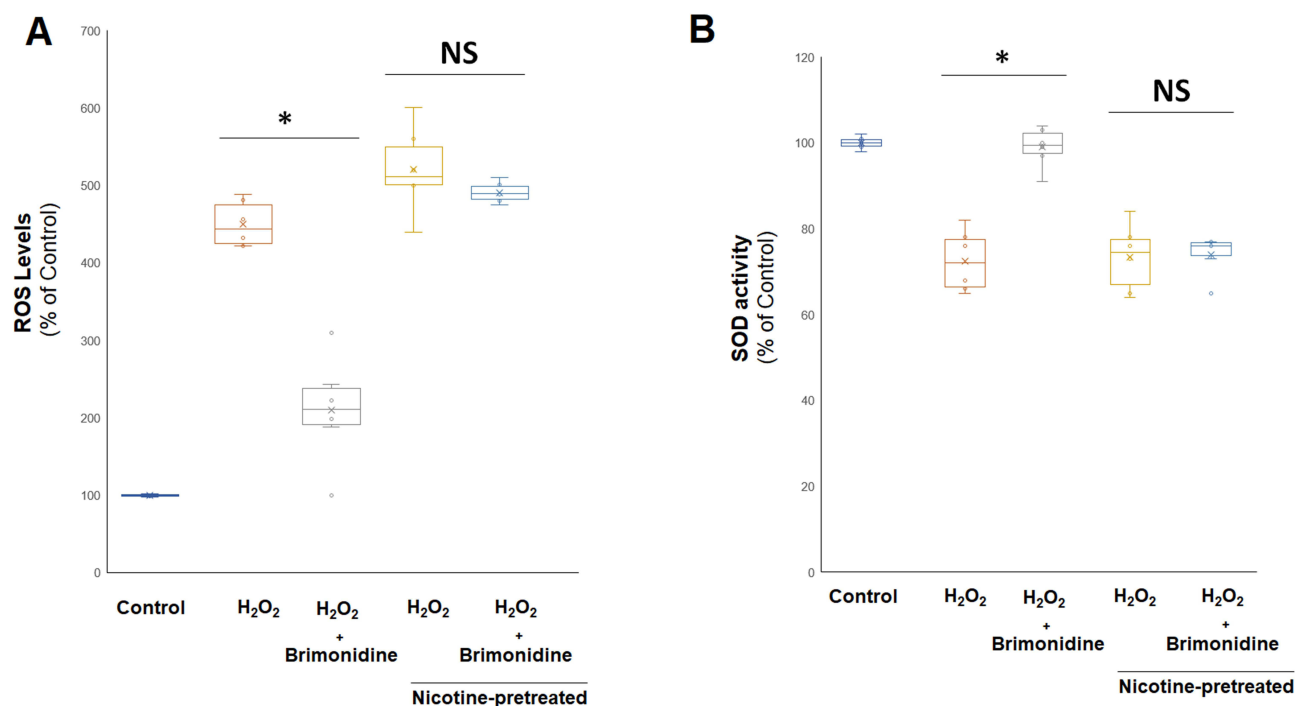 A
ROS Levels
(% of Control)
700
600
500
400
300
200
100
0
*
NS
Control
H₂O₂
H₂O₂
+
Brimonidine
H₂O₂
H₂O₂
+
Brimonidine
Nicotine-pretreated
B
SOD activity
(% of Control)
120
100
80
60
40
20
0
*
NS
Control
H₂O₂
H₂O₂
+
Brimonidine
H₂O₂
H₂O₂
+
Brimonidine
Nicotine-pretreated